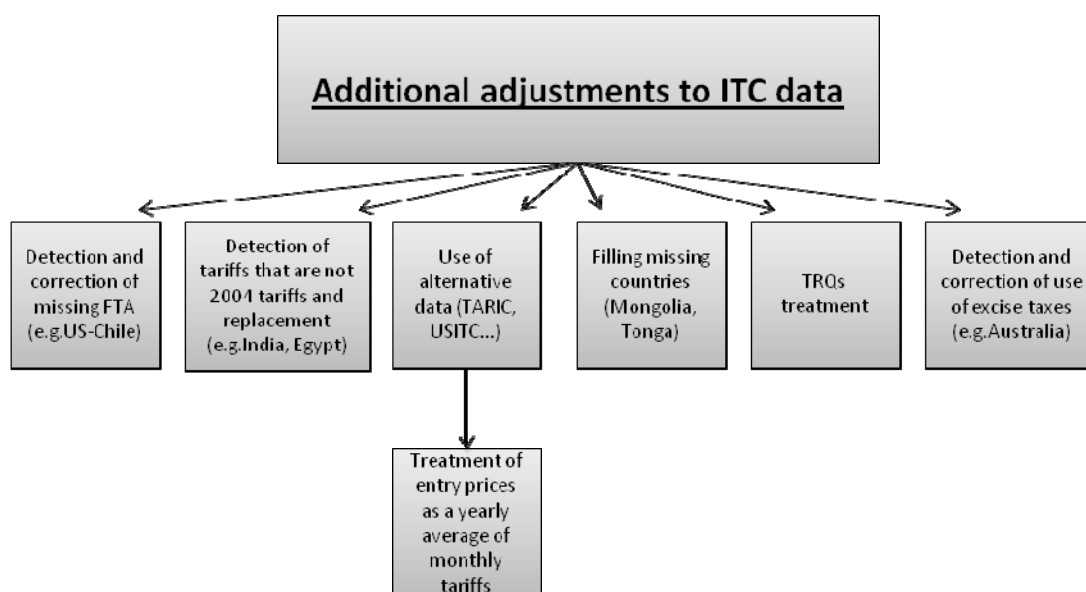 Additional adjustments to ITC data
Detection and
correction of
missing FTA
(e.g.US-Chile)
Detection of
tariffs that are not
2004 tariffs and
replacement
(e.g.India, Egypt)
Use of
alternative
data (TARIC,
USITC...)
Filling missing
countries
(Mongolia,
Tonga)
TRQs
treatment
Detection and
correction of use
of excise taxes
(e.g.Australia)
Treatment of
entry prices
as a yearly
average of
monthly
tariffs